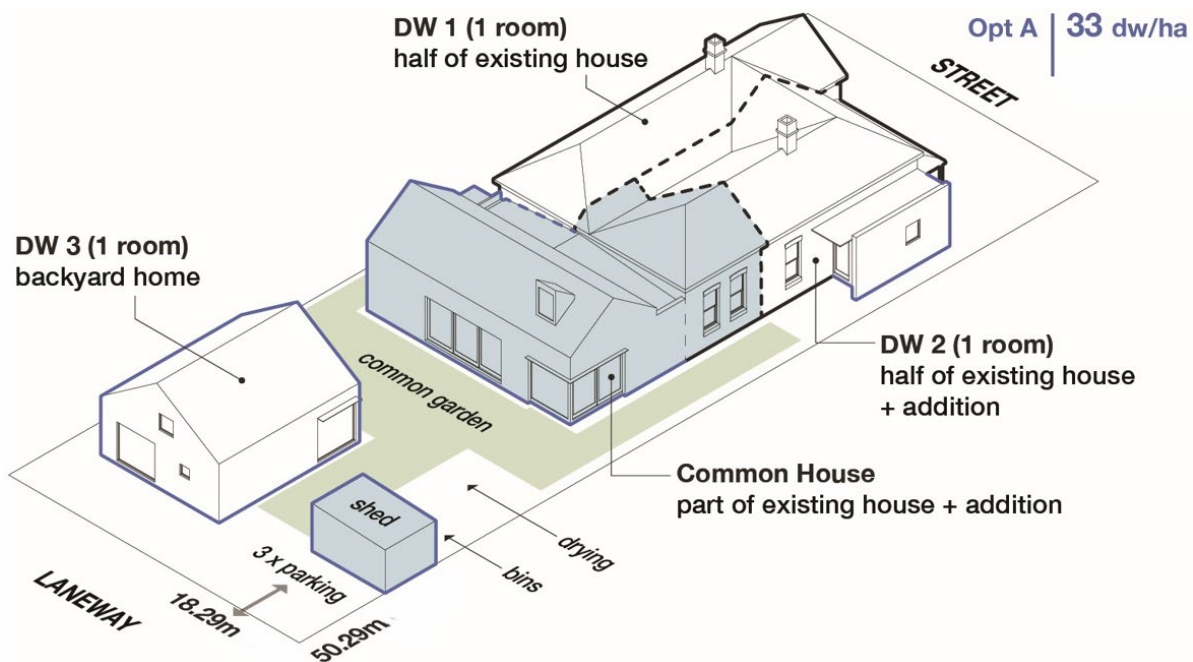 DW 1 (1 room)
half of existing house
Opt A
33 dw/ha
STREET
DW 3 (1 room)
backyard home
common garden
DW 2 (1 room)
half of existing house
+ addition
Common House
part of existing house + addition
shed
drying
bins
3 x parking
LANEWAY
18.29m
50.29m